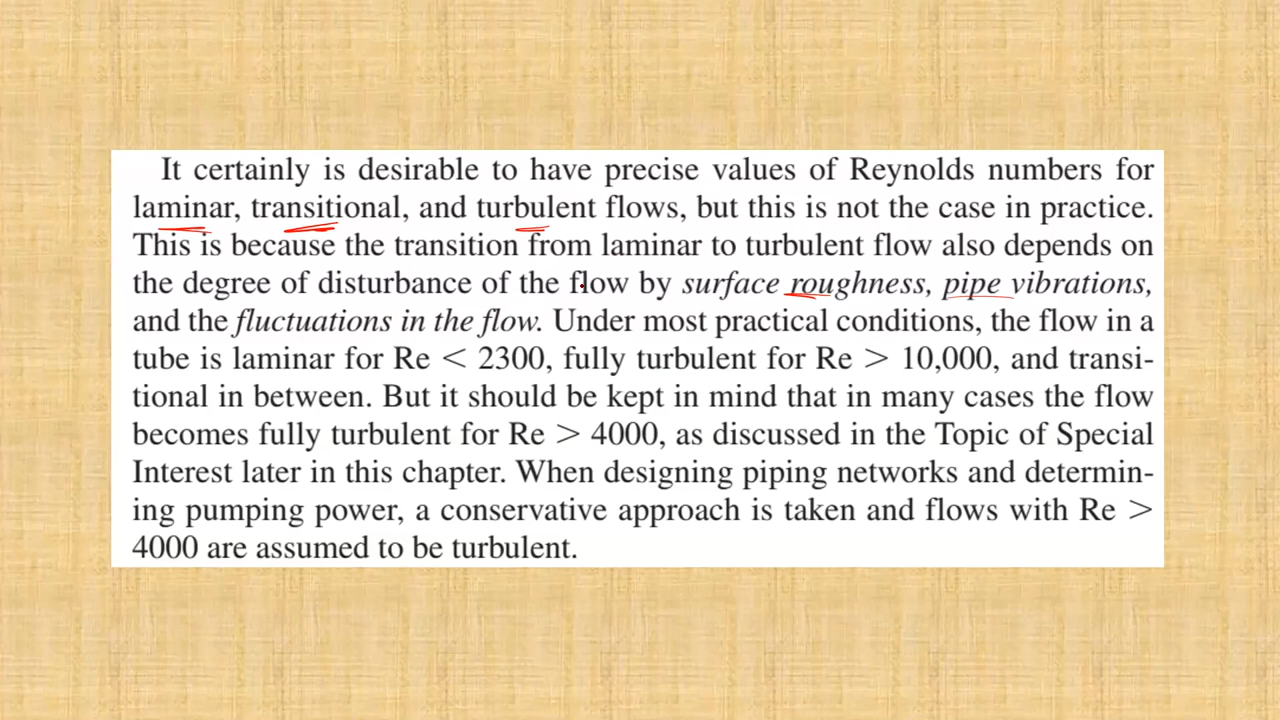 It certainly is desirable to have precise values of Reynolds numbers for
laminar, transitional, and turbulent flows, but this is not the case in practice.
This is because the transition from laminar to turbulent flow also depends on
the degree of disturbance of the flow by surface roughness, pipe vibrations,
and the fluctuations in the flow. Under most practical conditions, the flow in a
tube is laminar for Re < 2300, fully turbulent for Re > 10,000, and transi-
tional in between. But it should be kept in mind that in many cases the flow
becomes fully turbulent for Re > 4000, as discussed in the Topic of Special
Interest later in this chapter. When designing piping networks and determin-
ing pumping power, a conservative approach is taken and flows with Re >
4000 are assumed to be turbulent.